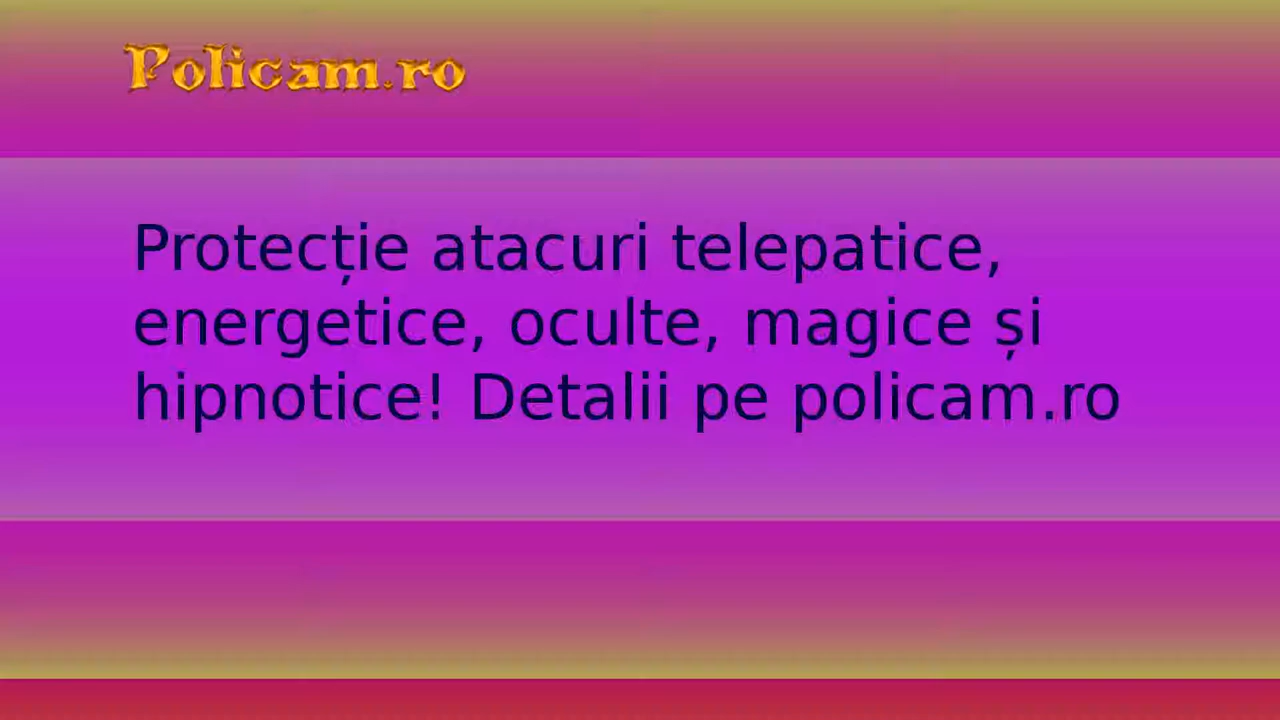 Policam.ro
Protecție atacuri telepatice,
energetice, oculte, magice și
hipnotice! Detalii pe policam.ro